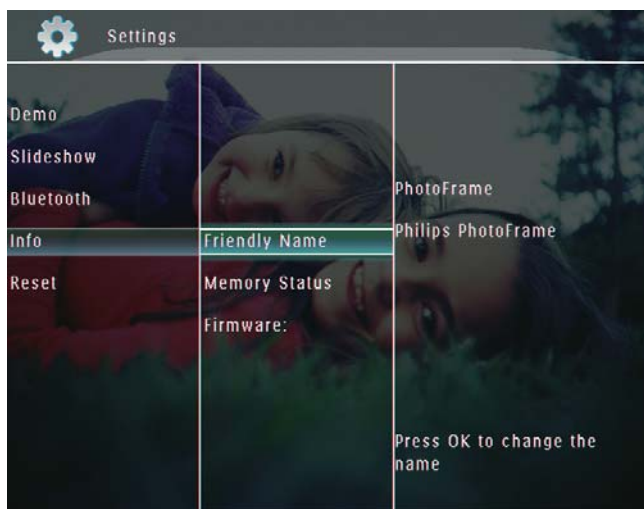 Settings
Demo
Slideshow
Bluetooth
Info
Reset
Friendly Name
Memory Status
Firmware:
PhotoFrame
Philips PhotoFrame
Press OK to change the
name